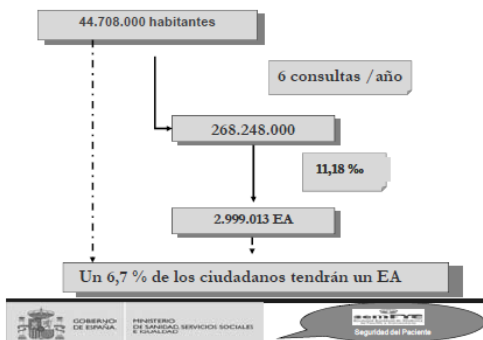 44.708.000 habitantes
6 consultas /año
268.248.000
11,18 ‰
2.999.013 EA
Un 6,7 % de los ciudadanos tendrán un EA
GOBIERNO
DE ESPAÑA
MINISTERIO
DE SANIDAD, SERVICIOS SOCIALES
E IGUALDAD
semFYC
Seguridad del Paciente